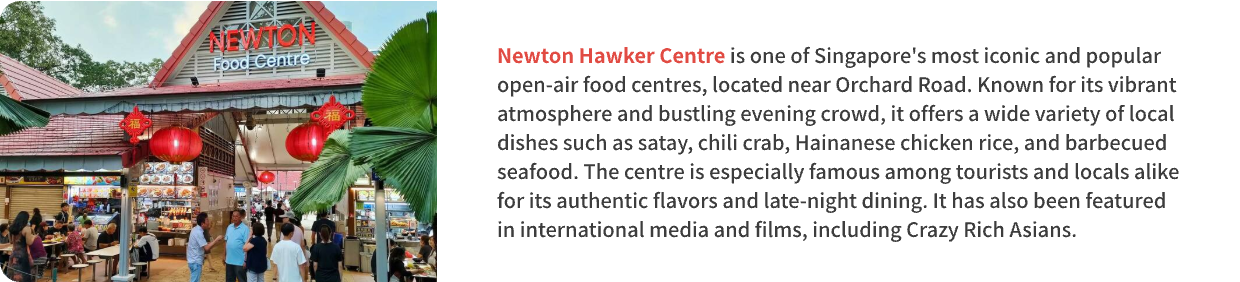 NEWTON
Food Centre
福
福
Newton Hawker Centre is one of Singapore's most iconic and popular
open-air food centres, located near Orchard Road. Known for its vibrant
atmosphere and bustling evening crowd, it offers a wide variety of local
dishes such as satay, chili crab, Hainanese chicken rice, and barbecued
seafood. The centre is especially famous among tourists and locals alike
for its authentic flavors and late-night dining. It has also been featured
in international media and films, including Crazy Rich Asians.